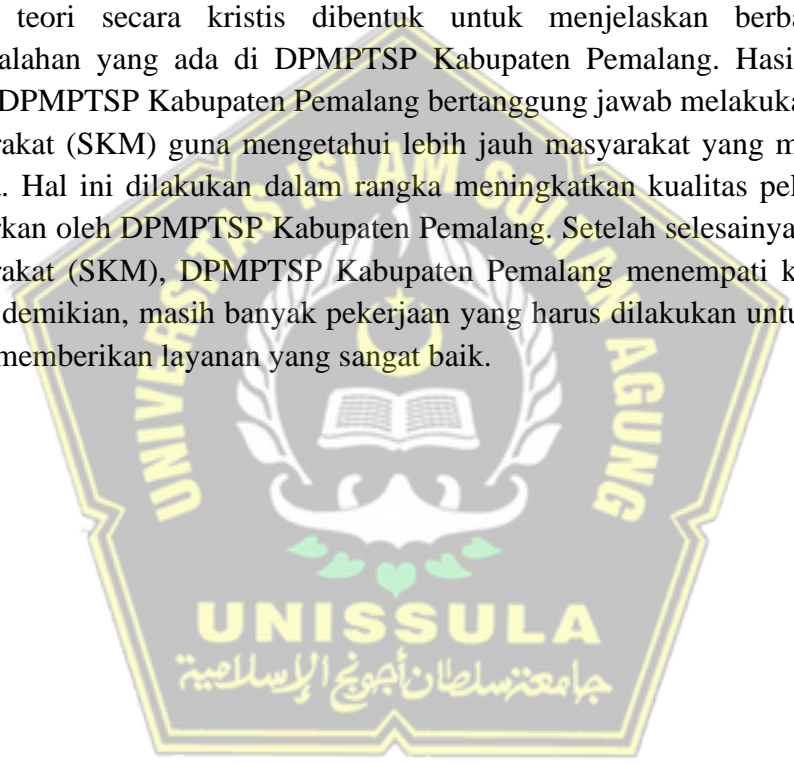 teori secara kristis dibentuk untuk menjelaskan berba
alahan yang ada di DPMPTSP Kabupaten Pemalang. Hasi
DPMPTSP Kabupaten Pemalang bertanggung jawab melakuka
rakat (SKM) guna mengetahui lebih jauh masyarakat yang m
. Hal ini dilakukan dalam rangka meningkatkan kualitas pel
rkan oleh DPMPTSP Kabupaten Pemalang. Setelah selesainya
rakat (SKM), DPMPTSP Kabupaten Pemalang menempati k
demikian, masih banyak pekerjaan yang harus dilakukan untu
memberikan layanan yang sangat baik.
UNIVERSITAS ISLAM SULTAN AGUNG
UNISSULA
جامعة سلطان أجونج الإسلامية